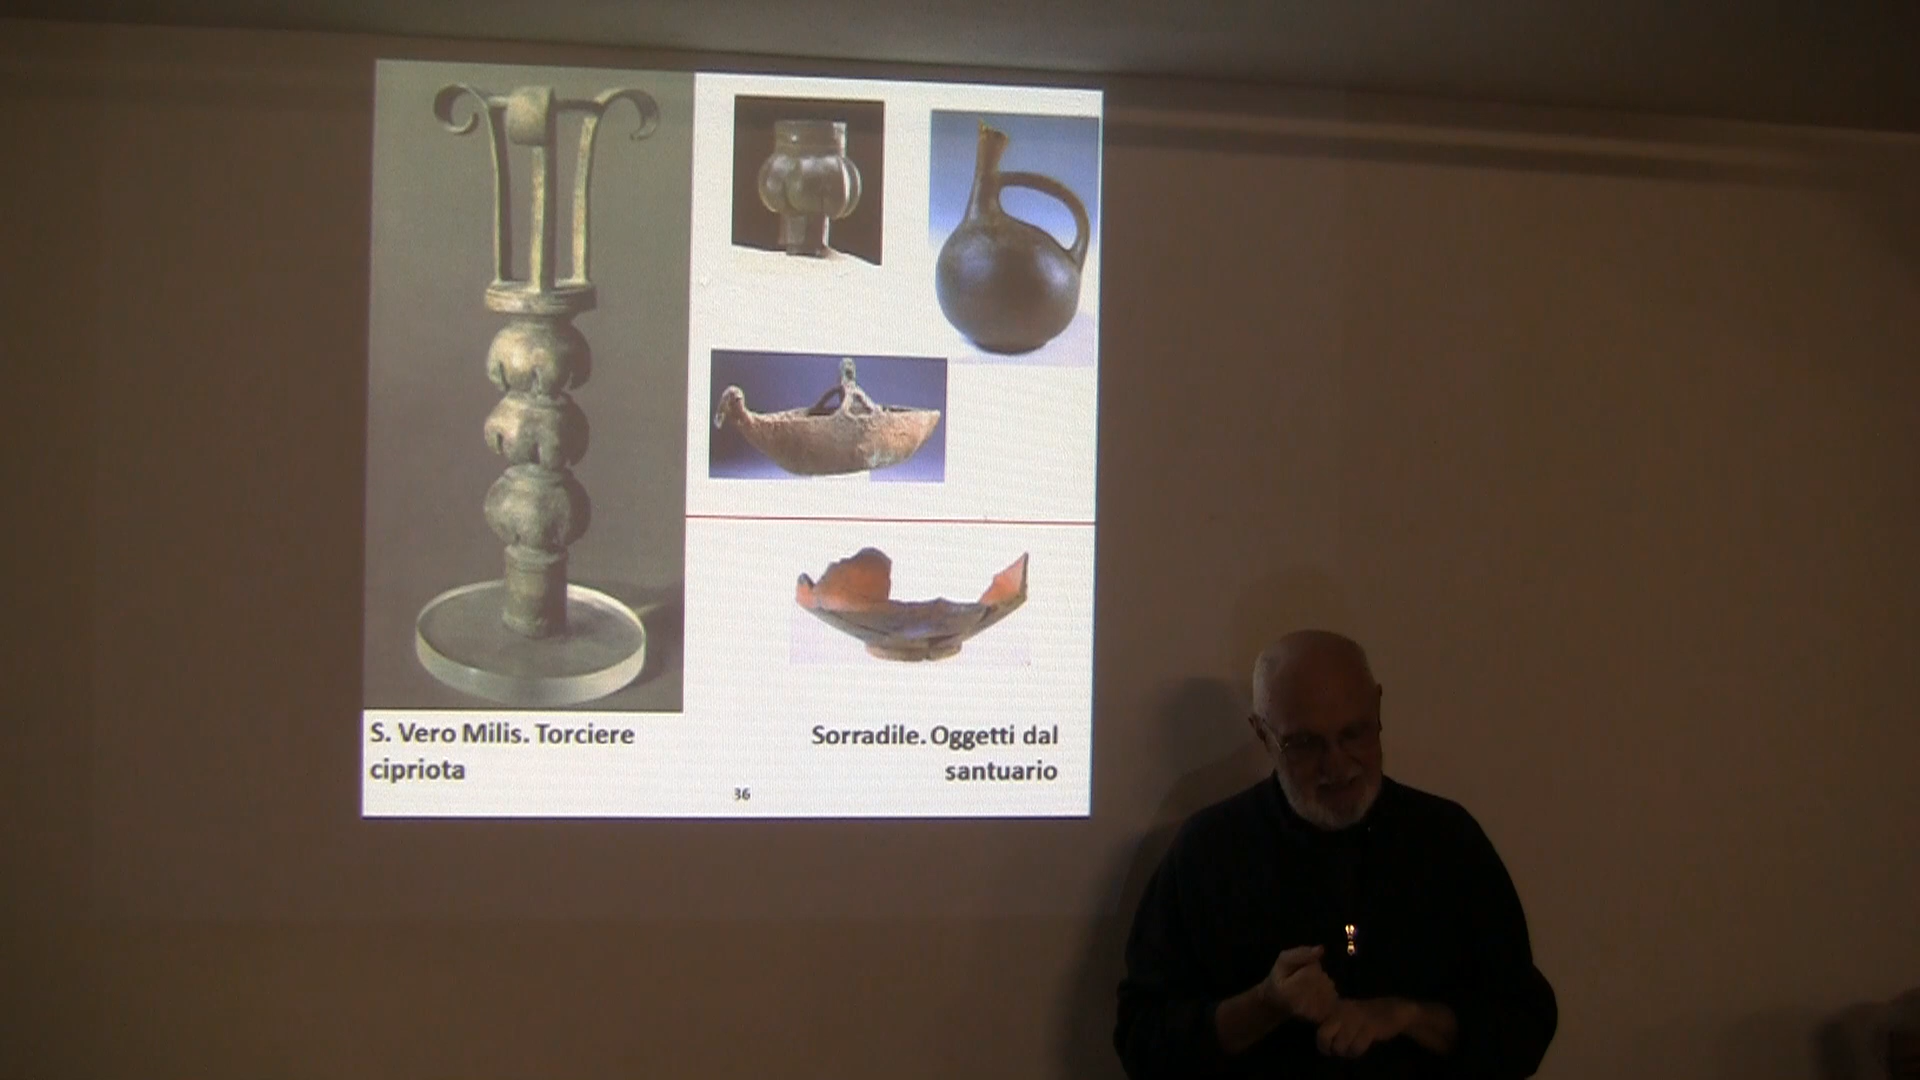 S. Vero Milis. Torciere
cipriota
Sorradile. Oggetti dal
santuario
36